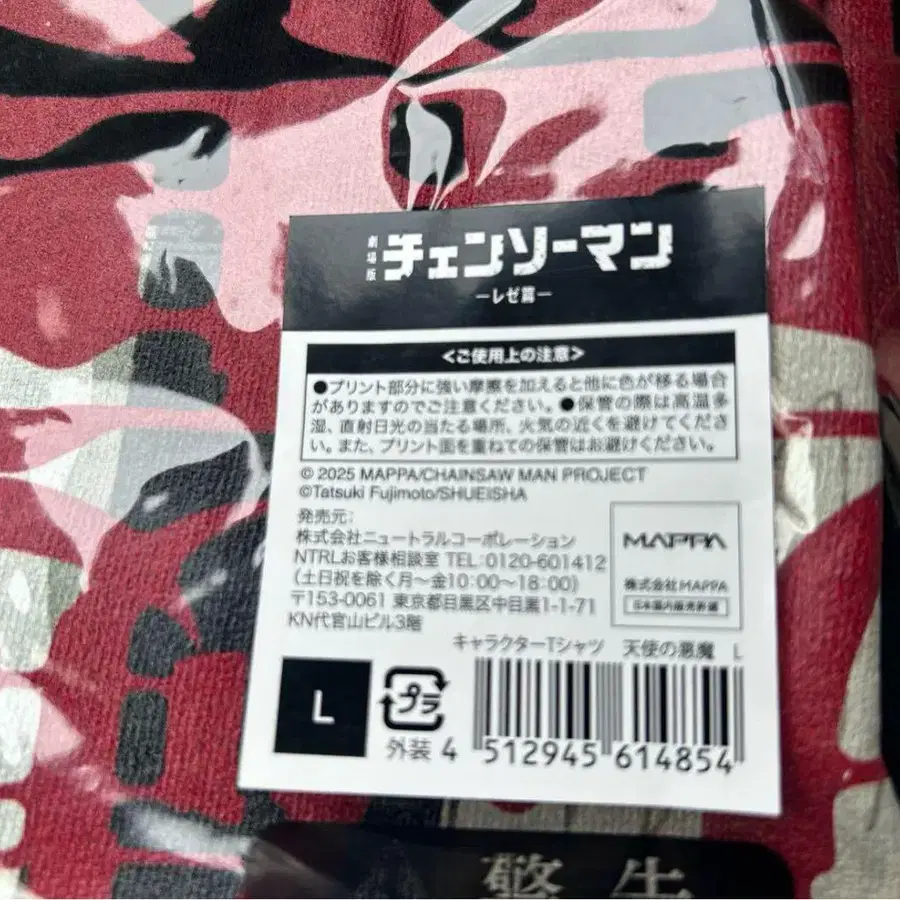 劇場版 チェンソーマン
—レゼ篇—
<ご使用上の注意>
●プリント部分に強い摩擦を加えると他に色が移る場合
がありますのでご注意ください。●保管の際は高温多
湿、直射日光の当たる場所、火気の近くを避けてくださ
い。また、プリント面を重ねての保管はお避けください。
© 2025 MAPPA/CHAINSAW MAN PROJECT
©Tatsuki Fujimoto/SHUEISHA
発売元:
株式会社ニュートラルコーポレーション
NTRLお客様相談室 TEL:0120-601412
(土日祝を除く月〜金10:00〜18:00)
〒153-0061 東京都目黒区中目黒1-1-71
KN代官山ビル3階
MAPPA
株式会社MAPPA
日本国内販売許諾
キャラクターTシャツ 天使の悪魔 L
L
プラ
外装
4 512945 614854
警告